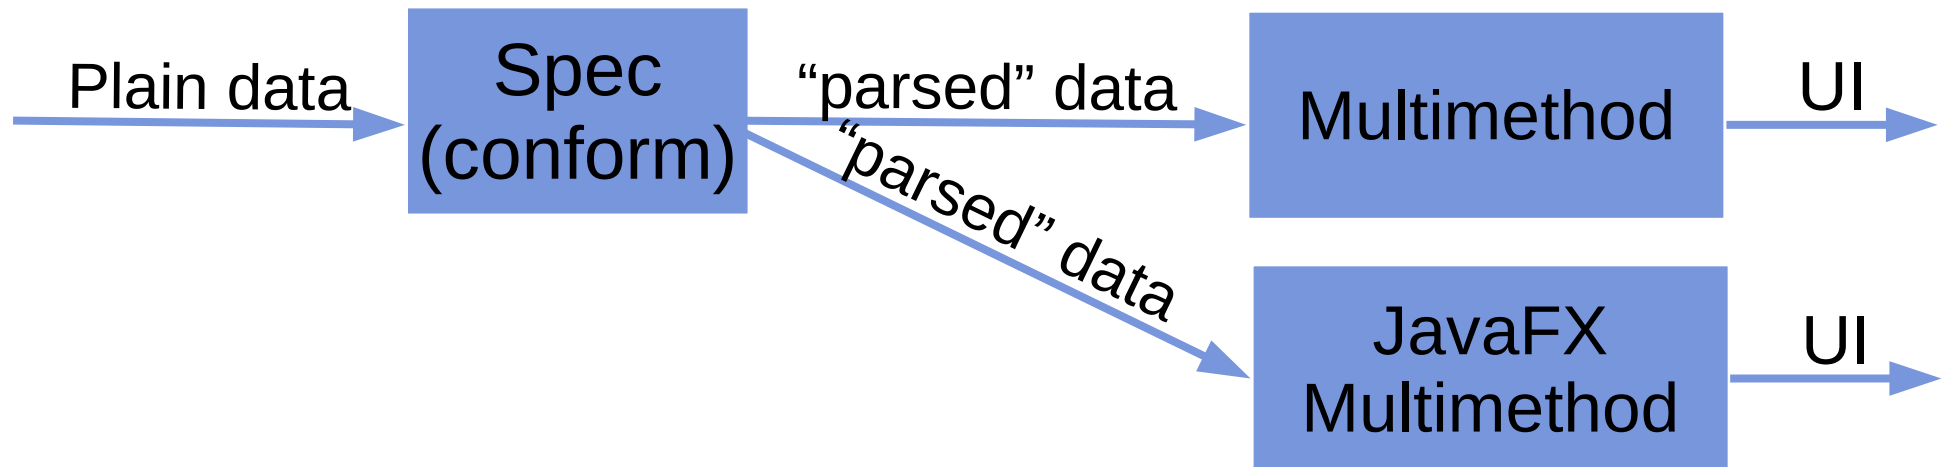 Plain data
Spec
(conform)
“parsed” data
Multimethod
UI
“parsed” data
JavaFX
Multimethod
UI